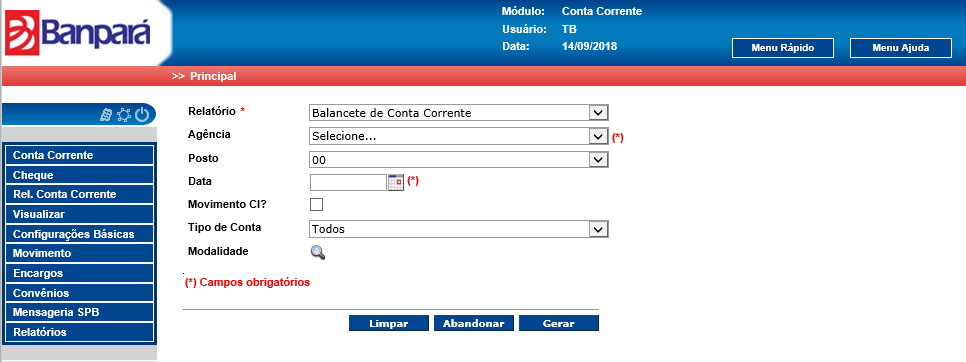 Banpará
Módulo: Conta Corrente
Usuário: TB
Data: 14/09/2018
Menu Rápido
Menu Ajuda
>> Principal
Conta Corrente
Cheque
Rel. Conta Corrente
Visualizar
Configurações Básicas
Movimento
Encargos
Convênios
Mensageria SPB
Relatórios
Relatório * Balancete de Conta Corrente
Agência Selecione... (*)
Posto 00
Data (*)
Movimento CI?
Tipo de Conta Todos
Modalidade
(*) Campos obrigatórios
Limpar Abandonar Gerar